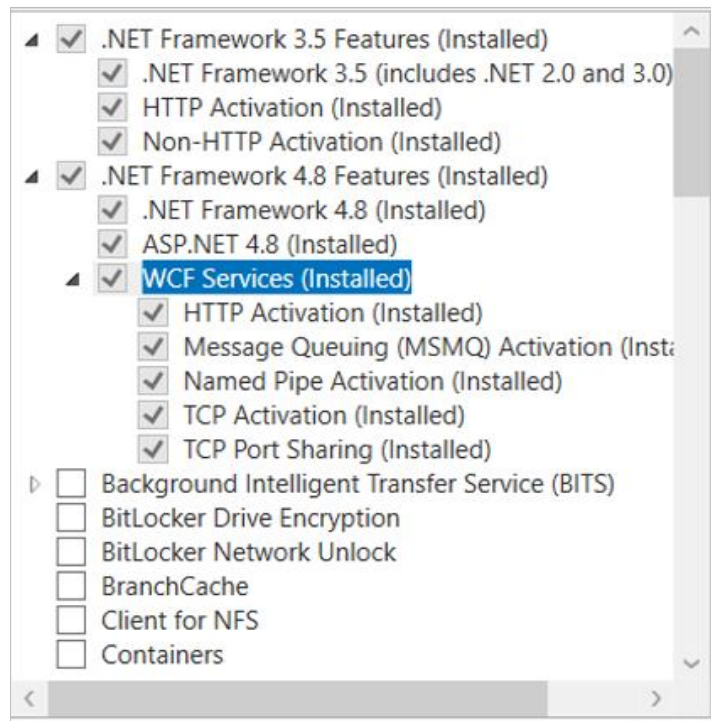 .NET Framework 3.5 Features (Installed)
.NET Framework 3.5 (includes .NET 2.0 and 3.0)
HTTP Activation (Installed)
Non-HTTP Activation (Installed)
.NET Framework 4.8 Features (Installed)
.NET Framework 4.8 (Installed)
ASP.NET 4.8 (Installed)
WCF Services (Installed)
HTTP Activation (Installed)
Message Queuing (MSMQ) Activation (Insta
Named Pipe Activation (Installed)
TCP Activation (Installed)
TCP Port Sharing (Installed)
Background Intelligent Transfer Service (BITS)
BitLocker Drive Encryption
BitLocker Network Unlock
BranchCache
Client for NFS
Containers